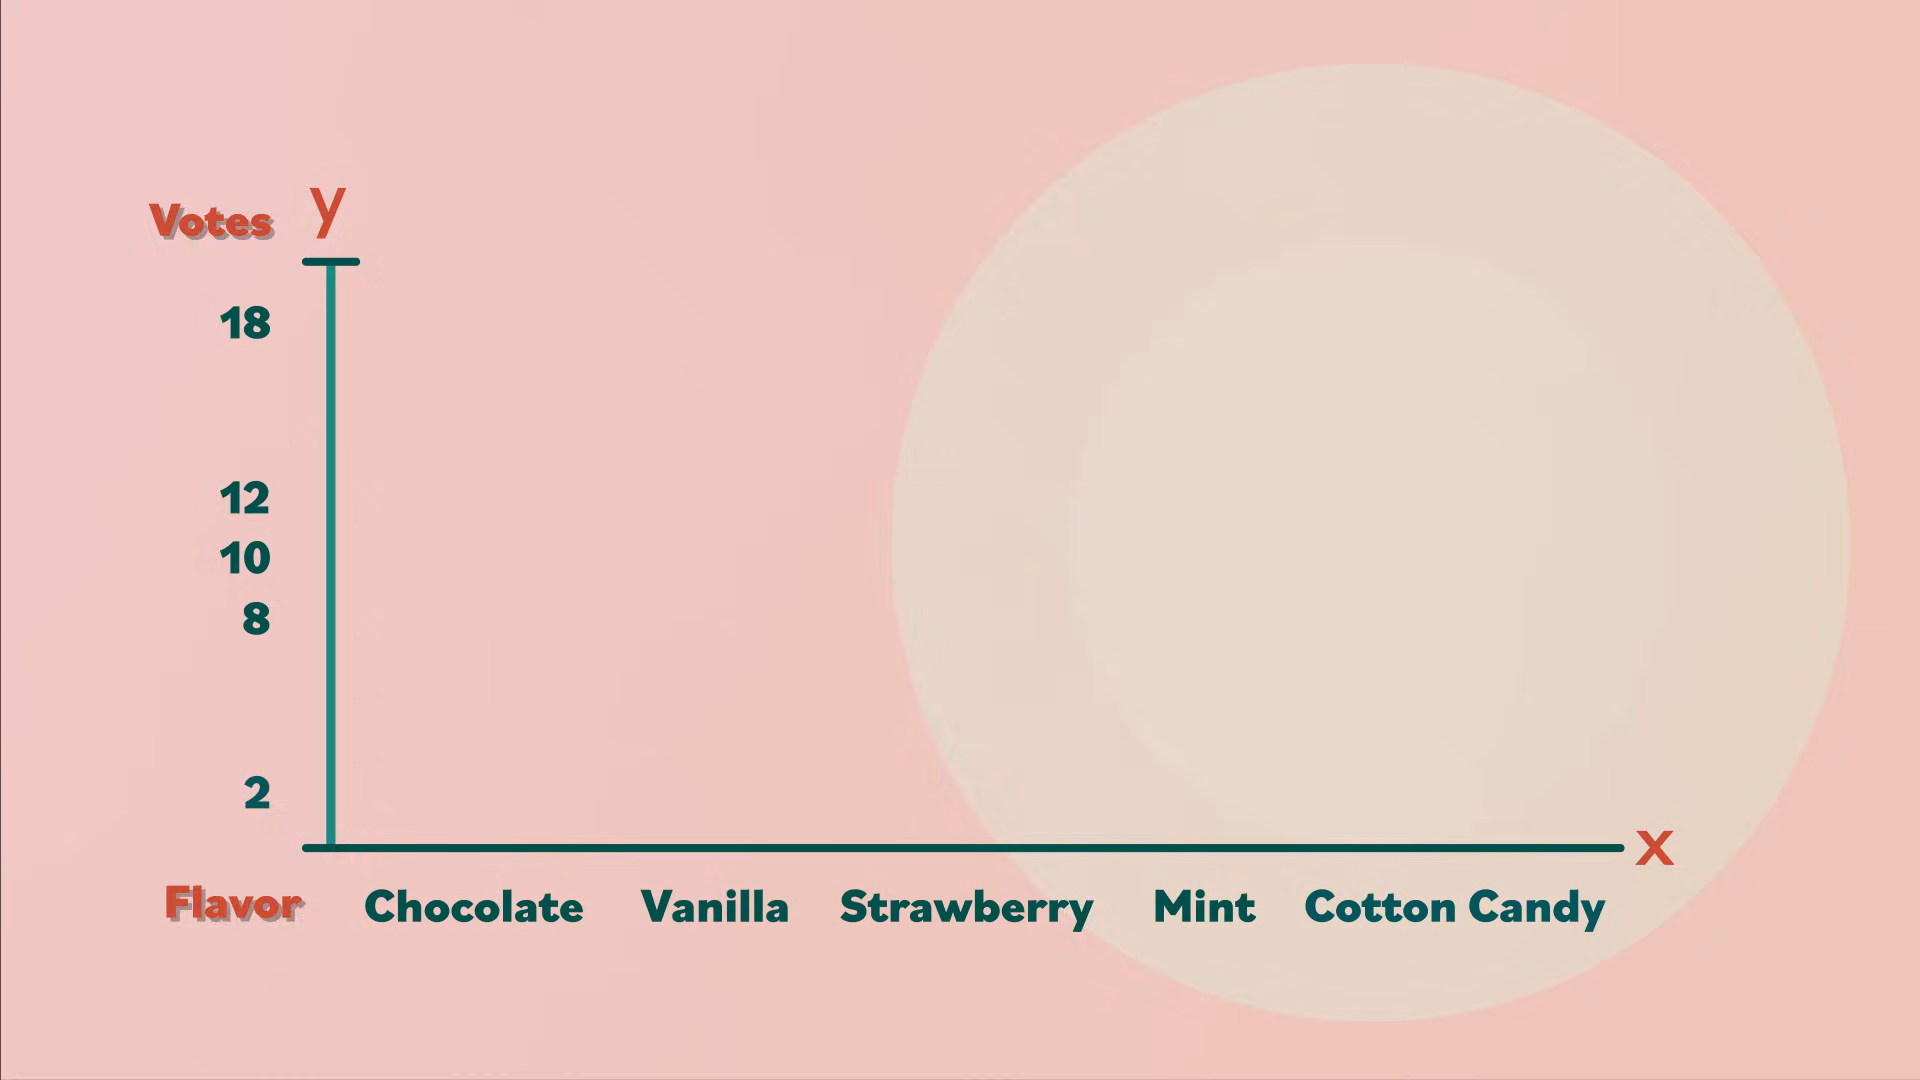 Votes y
18
12
10
8
2
x
Flavor Chocolate Vanilla Strawberry Mint Cotton Candy